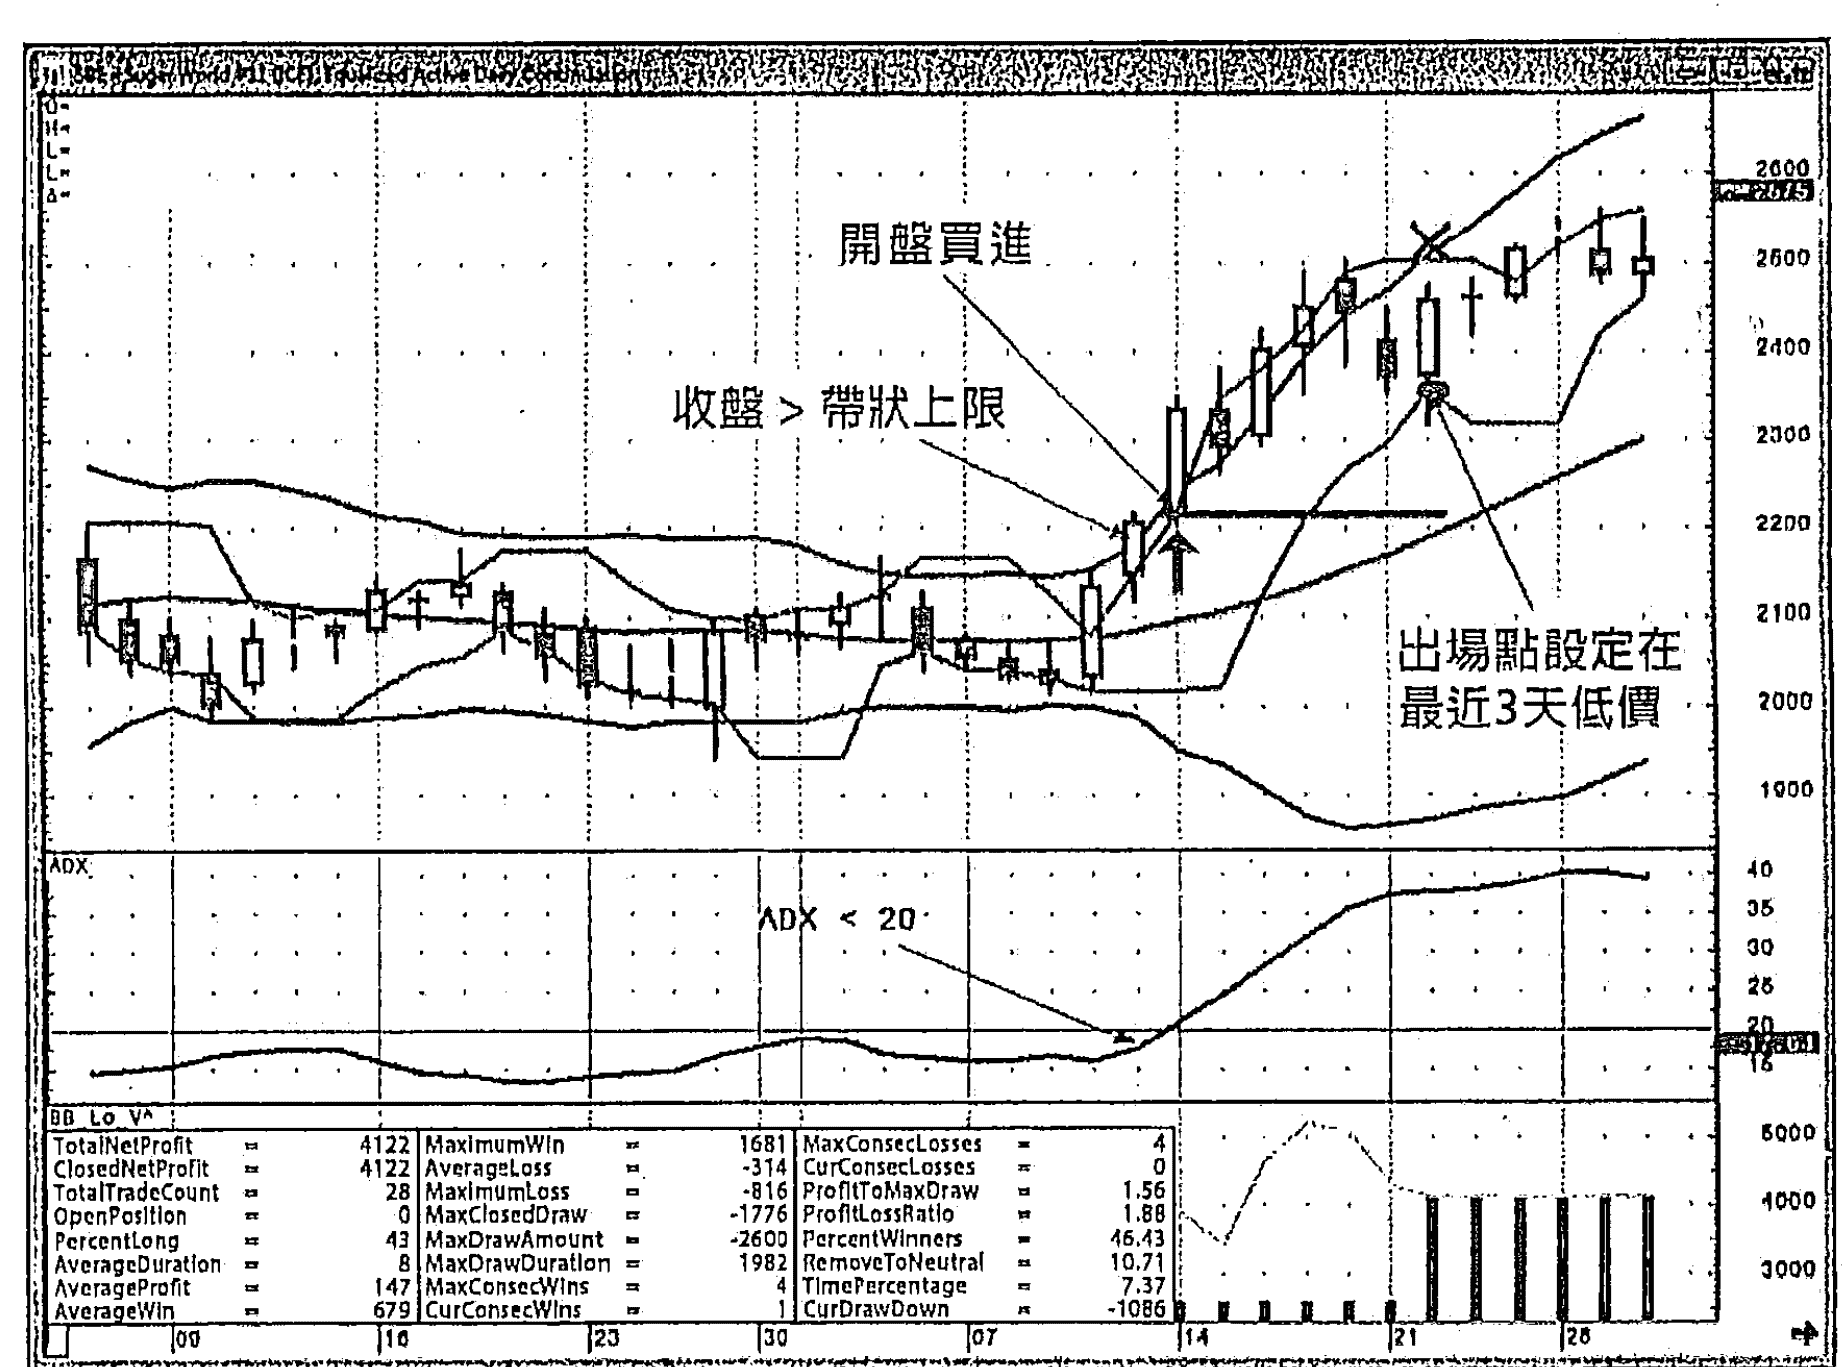 O=
H=
L=
L=
Δ=
2600
開盤買進
2500
2400
收盤 > 帶狀上限
2300
2200
2100
出場點設定在
最近3天低價
2000
1900
ADX
40
ADX < 20
35
30
25
20
15
BB Lo V^
TotalNetProfit = 4122 MaximumWin = 1681 MaxConsecLosses = 4
ClosedNetProfit = 4122 AverageLoss = -314 CurConsecLosses = 0
TotalTradeCount = 28 MaximumLoss = -816 ProfitToMaxDraw = 1.56
OpenPosition = 0 MaxClosedDraw = -1776 ProfitLossRatio = 1.88
PercentLong = 43 MaxDrawAmount = -2600 PercentWinners = 46.43
AverageDuration = 8 MaxDrawDuration = 1982 RemoveToNeutral = 10.71
AverageProfit = 147 MaxConsecWins = 4 TimePercentage = 7.37
AverageWin = 679 CurConsecWins = 1 CurDrawDown = -1086
5000
4000
3000
09 16 23 30 07 14 21 28